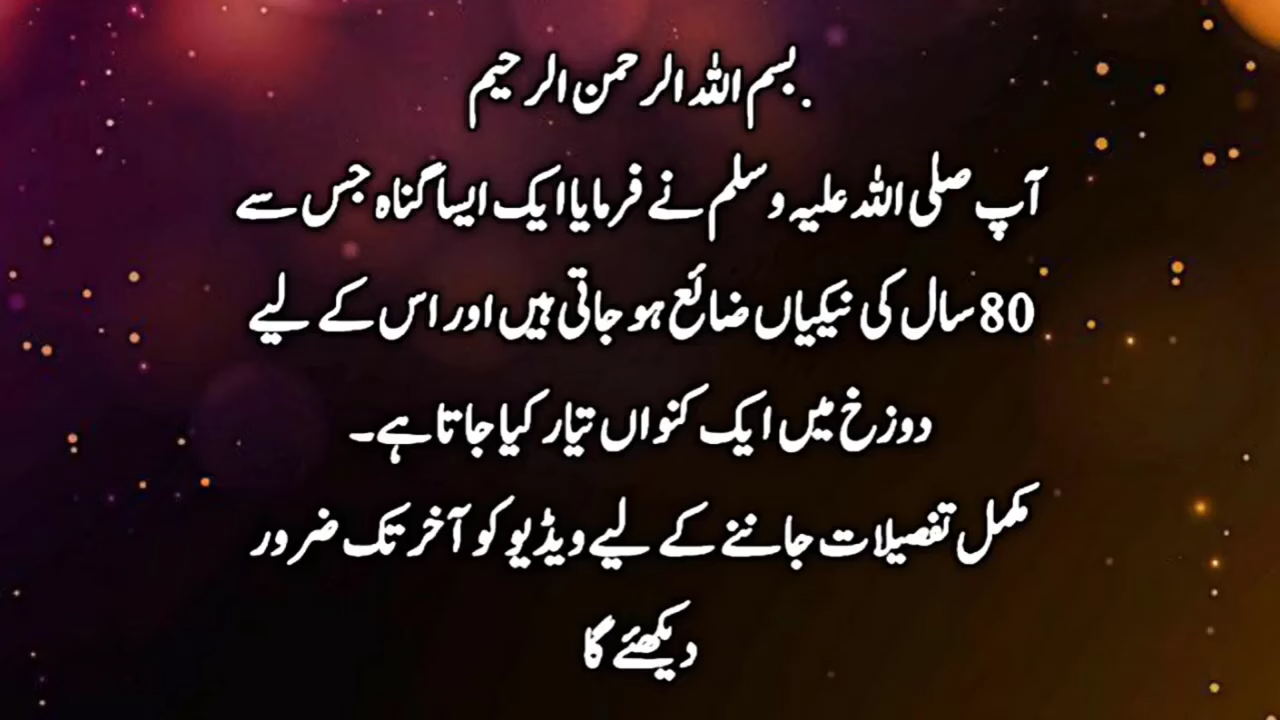 .بسم اللہ الرحمن الرحیم
آپ صلی اللہ علیہ وسلم نے فرمایا ایک ایسا گناہ جس سے
80 سال کی نیکیاں ضائع ہو جاتی ہیں اور اس کے لیے
دوزخ میں ایک کنواں تیار کیا جاتا ہے۔
مکمل تفصیلات جاننے کے لیے ویڈیو کو آخر تک ضرور
دیکھئے گا